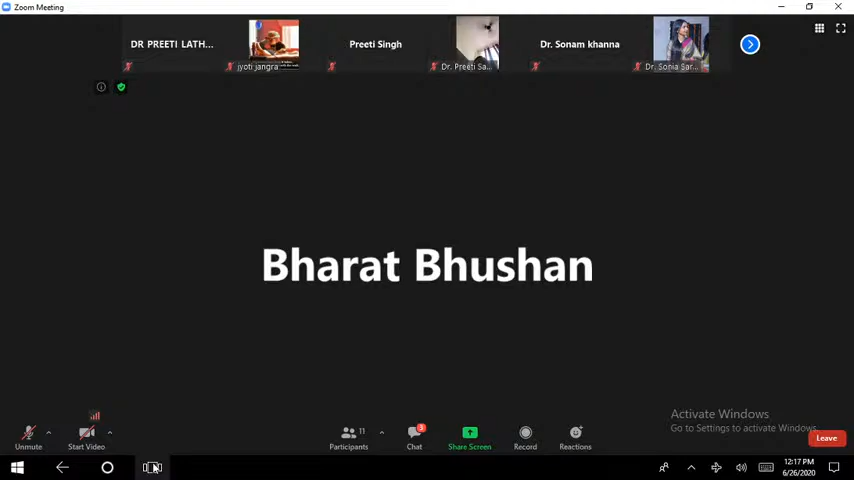 Zoom Meeting
DR PREETI LATH...
jyoti jangra
Preeti Singh
Dr. Preeti Sa...
Dr. Sonam khanna
Dr. Sonia Sar...
Bharat Bhushan
Activate Windows
Go to Settings to activate Windows.
Unmute
Start Video
Participants
11
Chat
3
Share Screen
Record
Reactions
Leave
12:17 PM
6/26/2020